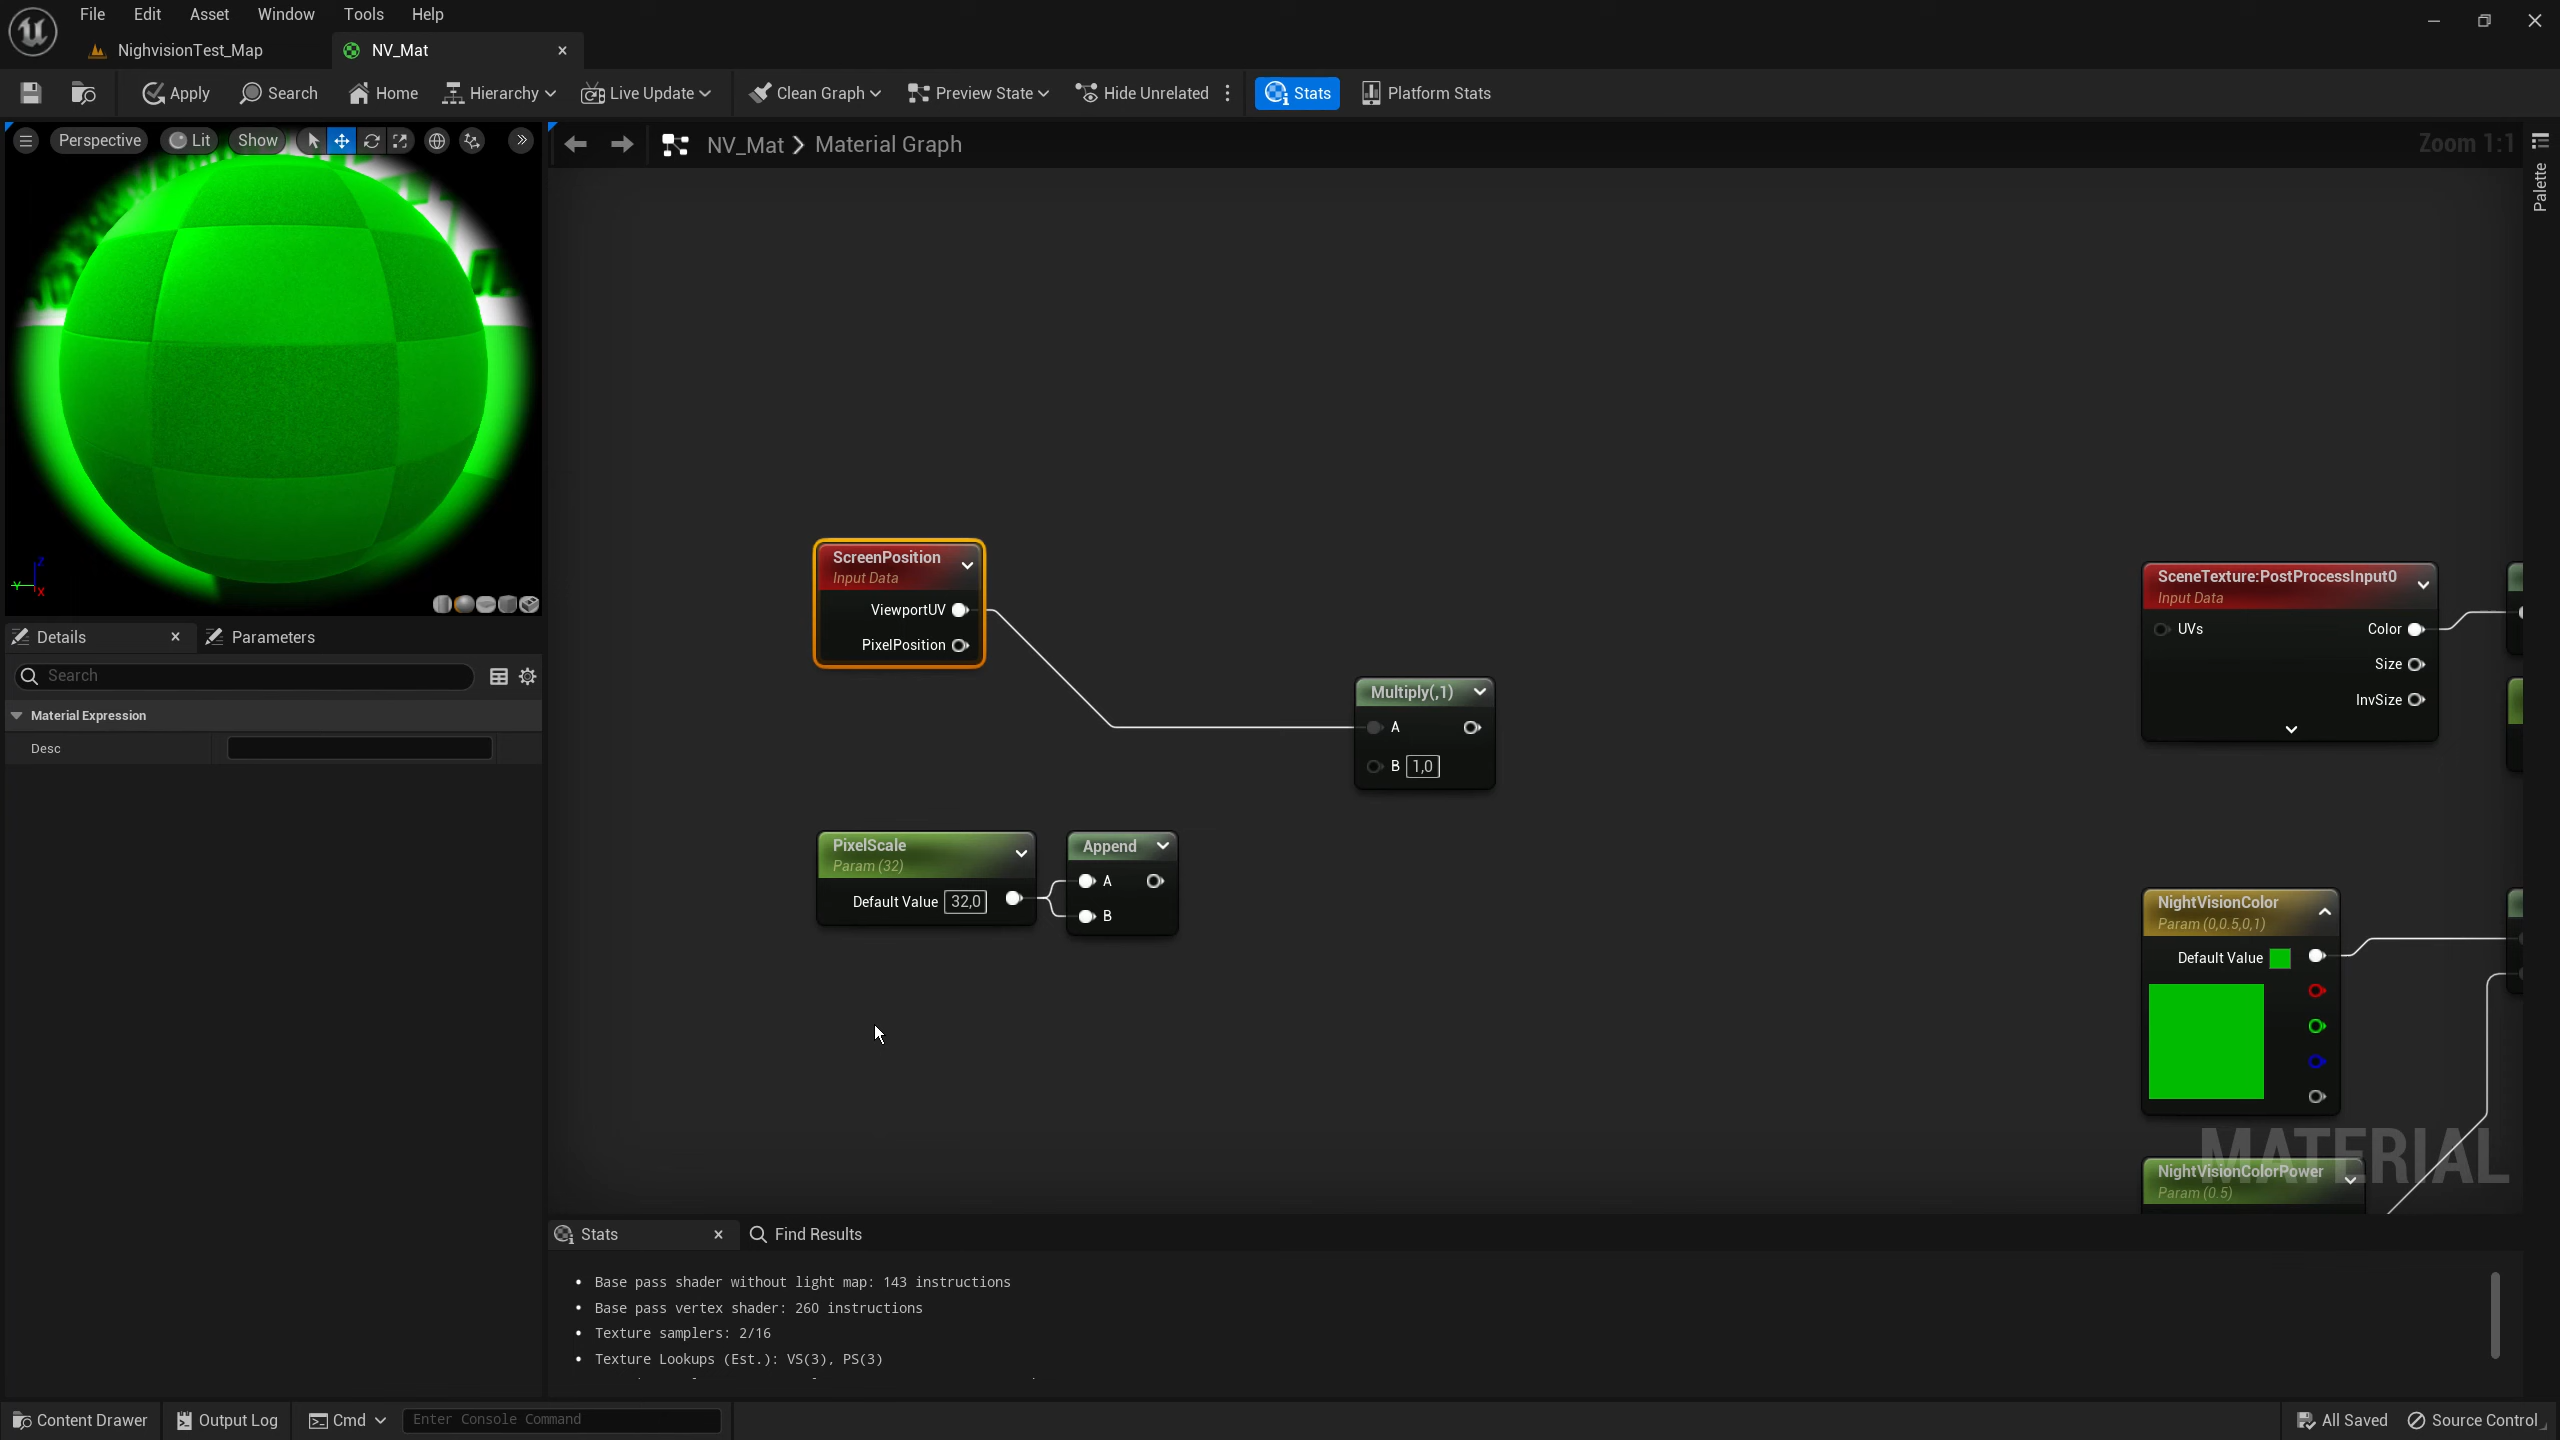 File Edit Asset Window Tools Help
NighvisionTest_Map NV_Mat
Apply Search Home Hierarchy Live Update Clean Graph Preview State Hide Unrelated Stats Platform Stats
Perspective Lit Show
NV_Mat Material Graph Zoom 1:1
Palette
ScreenPosition
Input Data
ViewportUV
PixelPosition
SceneTexture:PostProcessInput0
Input Data
UVs Color
Size
InvSize
Multiply(,1)
A
B 1,0
Y Z X
Details Parameters
Search
Material Expression
Desc
PixelScale
Param (32)
Default Value 32,0
Append
A
B
NightVisionColor
Param (0,0.5,0,1)
Default Value
MATERIAL
NightVisionColorPower
Param (0.5)
Stats Find Results
• Base pass shader without light map: 143 instructions
• Base pass vertex shader: 260 instructions
• Texture samplers: 2/16
• Texture Lookups (Est.): VS(3), PS(3)
Content Drawer Output Log Cmd Enter Console Command All Saved Source Control